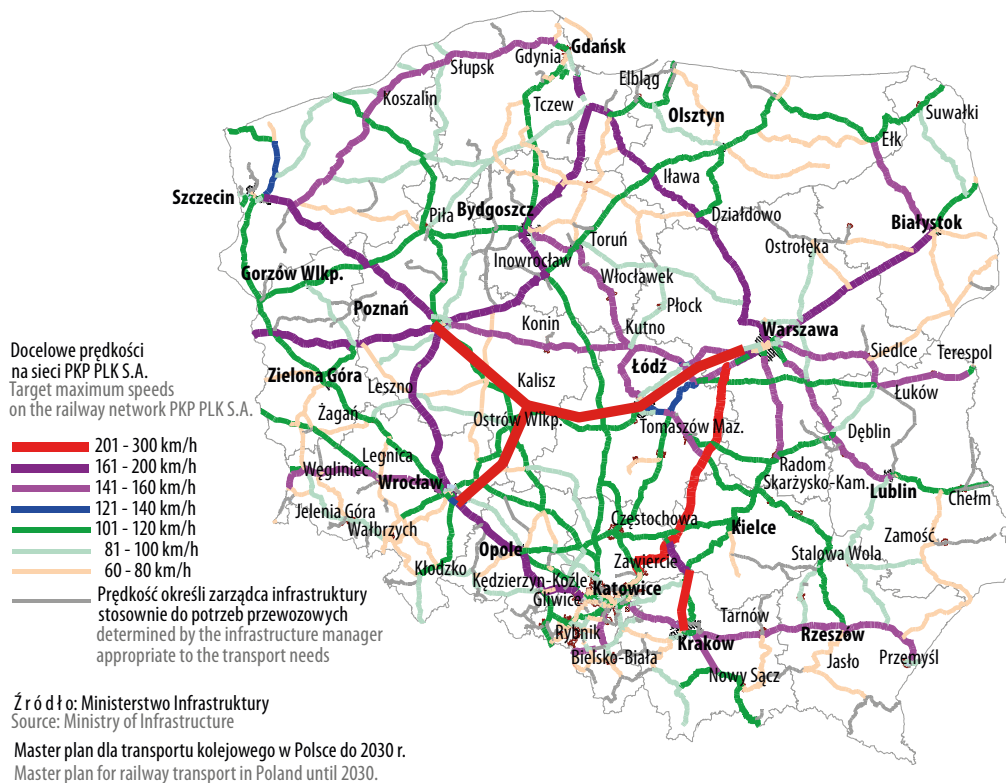 Gdańsk
Gdynia
Słupsk
Elbląg
Koszalin
Tczew
Olsztyn
Suwałki
Ełk
Szczecin
Iława
Piła
Bydgoszcz
Działdowo
Białystok
Toruń
Ostrołęka
Inowrocław
Gorzów Wlkp.
Włocławek
Poznań
Płock
Konin
Kutno
Warszawa
Siedlce
Terespol
Łódź
Zielona Góra
Leszno
Kalisz
Łuków
Żagań
Ostrów Wlkp.
Tomaszów Maz.
Dęblin
Legnica
Radom
Węgliniec
Wrocław
Skarżysko-Kam.
Lublin
Chełm
Jelenia Góra
Wałbrzych
Częstochowa
Kielce
Zamość
Opole
Stalowa Wola
Kłodzko
Zawiercie
Kędzierzyn-Koźle
Katowice
Gliwice
Tarnów
Rybnik
Rzeszów
Kraków
Bielsko-Biała
Przemyśl
Jasło
Nowy Sącz
Docelowe prędkości
na sieci PKP PLK S.A.
Target maximum speeds
on the railway network PKP PLK S.A.
201 - 300 km/h
161 - 200 km/h
141 - 160 km/h
121 - 140 km/h
101 - 120 km/h
81 - 100 km/h
60 - 80 km/h
Prędkość określi zarządca infrastruktury
stosownie do potrzeb przewozowych
determined by the infrastructure manager
appropriate to the transport needs
Ź r ó d ł o: Ministerstwo Infrastruktury
Source: Ministry of Infrastructure
Master plan dla transportu kolejowego w Polsce do 2030 r.
Master plan for railway transport in Poland until 2030.